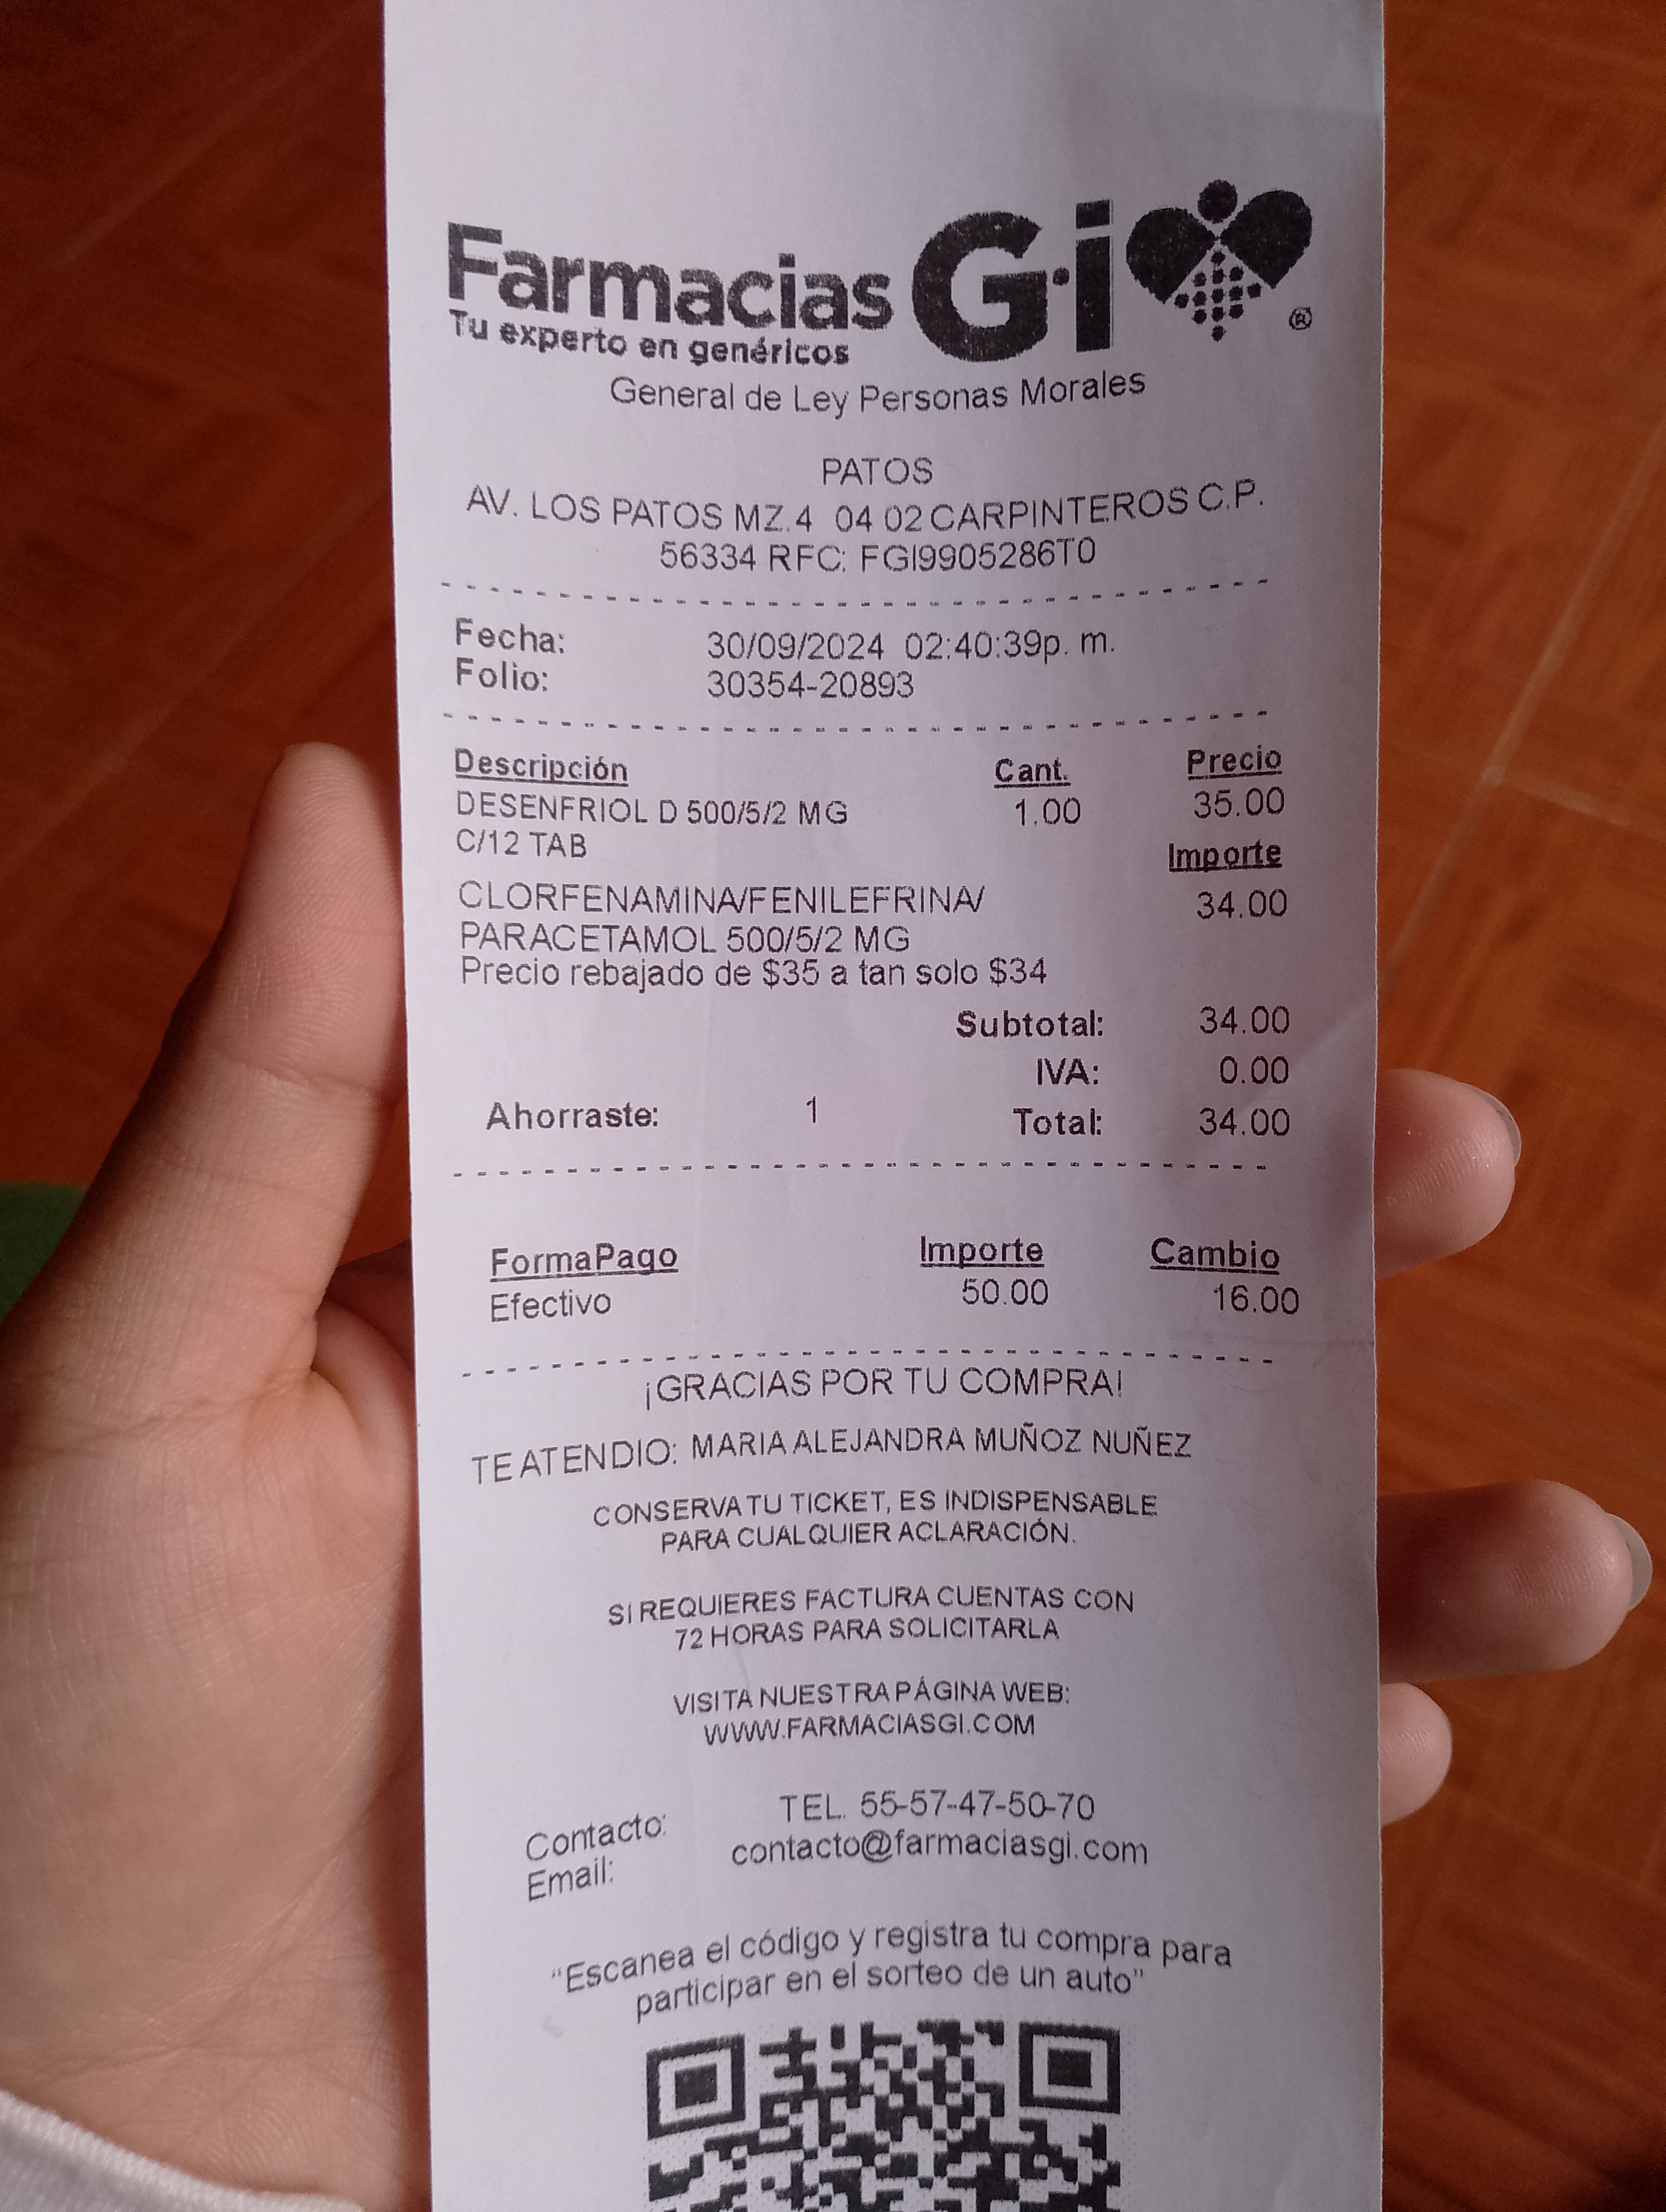 Farmacias G·i ®
Tu experto en genéricos
General de Ley Personas Morales
PATOS
AV. LOS PATOS MZ.4 04 02 CARPINTEROS C.P.
56334 RFC: FGI9905286T0
Fecha: 30/09/2024 02:40:39p. m.
Folio: 30354-20893
Descripción Cant. Precio
DESENFRIOL D 500/5/2 MG 1.00 35.00
C/12 TAB Importe
CLORFENAMINA/FENILEFRINA/ 34.00
PARACETAMOL 500/5/2 MG
Precio rebajado de $35 a tan solo $34
Subtotal: 34.00
IVA: 0.00
Ahorraste: 1 Total: 34.00
FormaPago Importe Cambio
Efectivo 50.00 16.00
¡GRACIAS POR TU COMPRA!
TE ATENDIO: MARIA ALEJANDRA MUÑOZ NUÑEZ
CONSERVA TU TICKET, ES INDISPENSABLE
PARA CUALQUIER ACLARACIÓN.
SI REQUIERES FACTURA CUENTAS CON
72 HORAS PARA SOLICITARLA
VISITA NUESTRA PÁGINA WEB:
WWW.FARMACIASGI.COM
Contacto: TEL. 55-57-47-50-70
Email: contacto@farmaciasgi.com
"Escanea el código y registra tu compra para
participar en el sorteo de un auto"